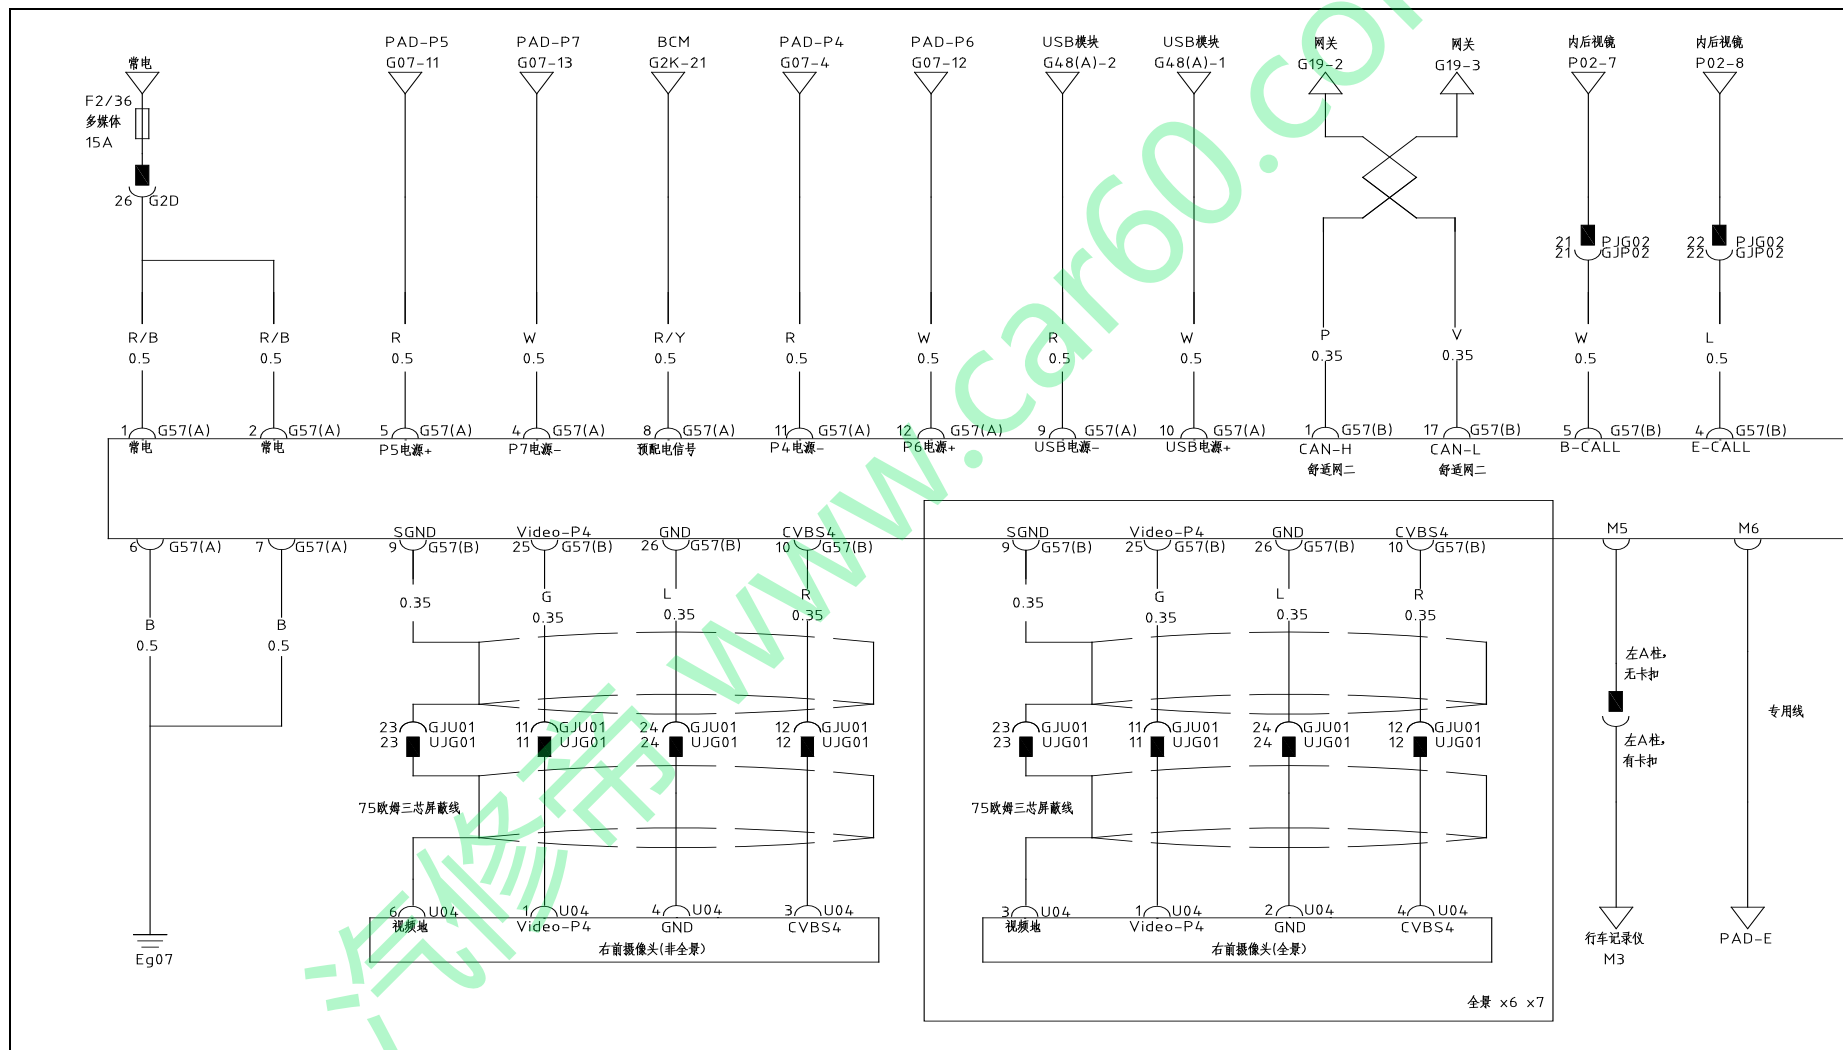 常电
F2/36
多媒体
15A
26 G2D
PAD-P5
G07-11
PAD-P7
G07-13
BCM
G2K-21
PAD-P4
G07-4
PAD-P6
G07-12
USB模块
G48(A)-2
USB模块
G48(A)-1
网关
G19-2
网关
G19-3
内后视镜
P02-7
内后视镜
P02-8
21 PJG02
21 GJP02
22 PJG02
22 GJP02
R/B
0.5
R/B
0.5
R
0.5
W
0.5
R/Y
0.5
R
0.5
W
0.5
R
0.5
W
0.5
P
0.35
V
0.35
W
0.5
L
0.5
1 G57(A)
常电
2 G57(A)
常电
5 G57(A)
P5电源+
4 G57(A)
P7电源-
8 G57(A)
预配电信号
11 G57(A)
P4电源-
12 G57(A)
P6电源+
9 G57(A)
USB电源-
10 G57(A)
USB电源+
1 G57(B)
CAN-H
舒适网二
17 G57(B)
CAN-L
舒适网二
5 G57(B)
B-CALL
4 G57(B)
E-CALL
6 G57(A)
7 G57(A)
B
0.5
B
0.5
Eg07
SGND
9 G57(B)
Video-P4
25 G57(B)
GND
26 G57(B)
CVBS4
10 G57(B)
0.35
G
0.35
L
0.35
R
0.35
23 GJU01
23 UJG01
11 GJU01
11 UJG01
24 GJU01
24 UJG01
12 GJU01
12 UJG01
75欧姆三芯屏蔽线
6 U04
视频地
1 U04
Video-P4
4 U04
GND
3 U04
CVBS4
右前摄像头(非全景)
SGND
9 G57(B)
Video-P4
25 G57(B)
GND
26 G57(B)
CVBS4
10 G57(B)
0.35
G
0.35
L
0.35
R
0.35
23 GJU01
23 UJG01
11 GJU01
11 UJG01
24 GJU01
24 UJG01
12 GJU01
12 UJG01
75欧姆三芯屏蔽线
3 U04
视频地
1 U04
Video-P4
2 U04
GND
4 U04
CVBS4
右前摄像头(全景)
全景 x6 x7
M5
左A柱,
无卡扣
左A柱,
有卡扣
行车记录仪
M3
M6
专用线
PAD-E
汽修帝 www.car60.com